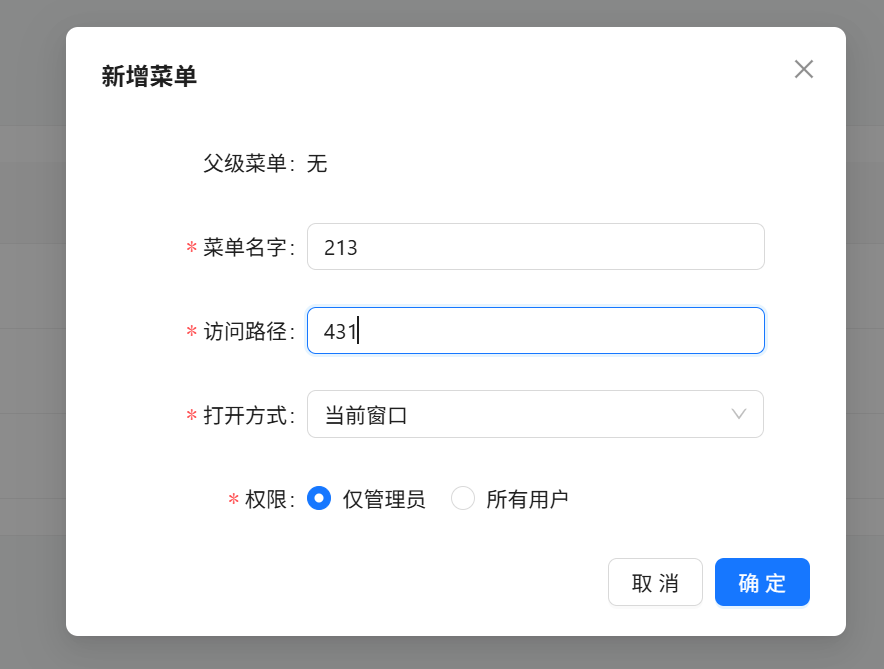 新增菜单
父级菜单: 无
* 菜单名字: 213
* 访问路径: 431
* 打开方式: 当前窗口
* 权限: 仅管理员 所有用户
取 消 确 定